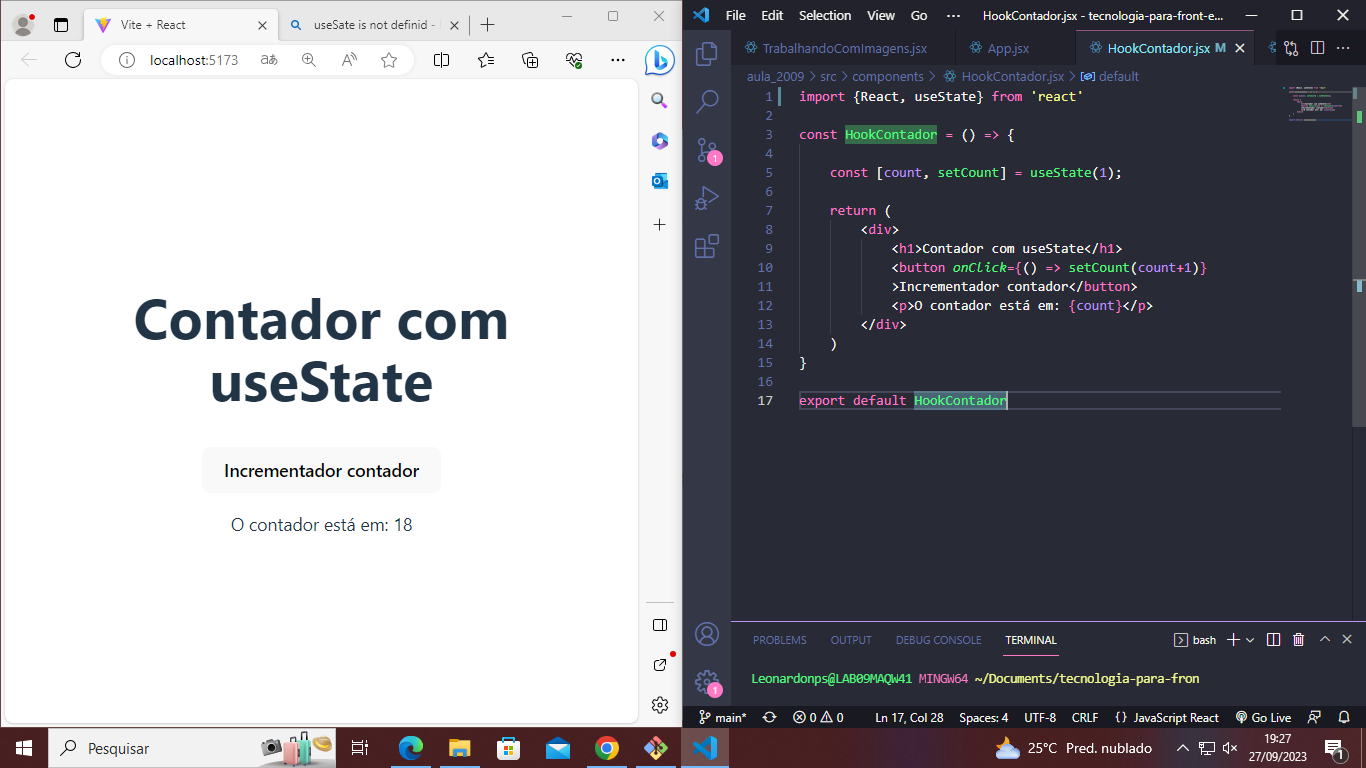 Vite + React
useSate is not definid -
localhost:5173
Contador com
useState
Incrementador contador
O contador está em: 18
File Edit Selection View Go ··· HookContador.jsx - tecnologia-para-front-e...
TrabalhandoComImagens.jsx App.jsx HookContador.jsx M
aula_2009 > src > components > HookContador.jsx > default
1 import {React, useState} from 'react'
2
3 const HookContador = () => {
4
5 const [count, setCount] = useState(1);
6
7 return (
8 <div>
9 <h1>Contador com useState</h1>
10 <button onClick={() => setCount(count+1)}
11 >Incrementador contador</button>
12 <p>O contador está em: {count}</p>
13 </div>
14 )
15 }
16
17 export default HookContador
1
1
PROBLEMS OUTPUT DEBUG CONSOLE TERMINAL bash
Leonardonps@LAB09MAQW41 MINGW64 ~/Documents/tecnologia-para-fron
main* 0 0 Ln 17, Col 28 Spaces: 4 UTF-8 CRLF {} JavaScript React Go Live
Pesquisar
25°C Pred. nublado
19:27
27/09/2023
1